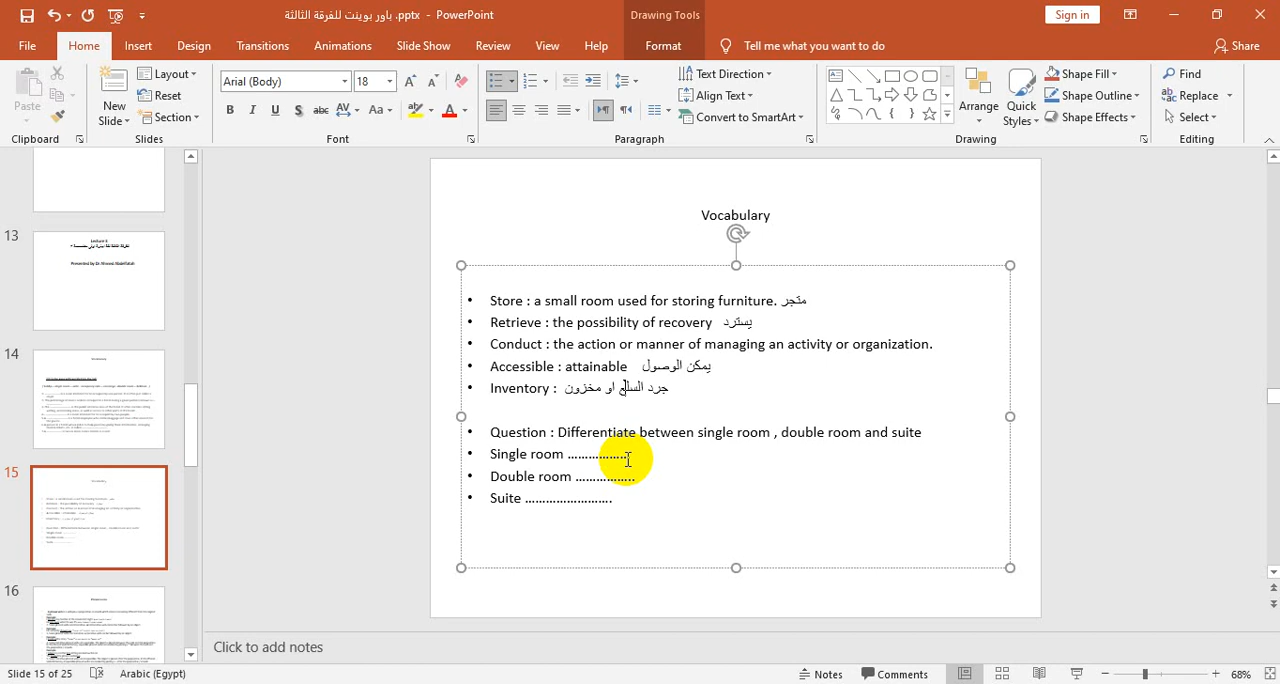 باور بوينت للفرقة الثالثة .pptx - PowerPoint
Drawing Tools
Sign in
File Home Insert Design Transitions Animations Slide Show Review View Help Format Tell me what you want to do Share
Paste
Clipboard
New Slide
Layout
Reset
Section
Slides
Arial (Body) 18
B I U S abc AV Aa A
Font
Text Direction
Align Text
Convert to SmartArt
Paragraph
Arrange
Quick Styles
Shape Fill
Shape Outline
Shape Effects
Drawing
Find
Replace
Select
Editing
13
Presented by Dr.
14
15
16
Vocabulary
• Store : a small room used for storing furniture. متجر
• Retrieve : the possibility of recovery يسترد
• Conduct : the action or manner of managing an activity or organization.
• Accessible : attainable يمكن الوصول
• Inventory : جرد السلع او مخزون
• Question : Differentiate between single room , double room and suite
• Single room ……………..
• Double room ……………..
• Suite …………………….
Click to add notes
Slide 15 of 25 Arabic (Egypt) Notes Comments 68%